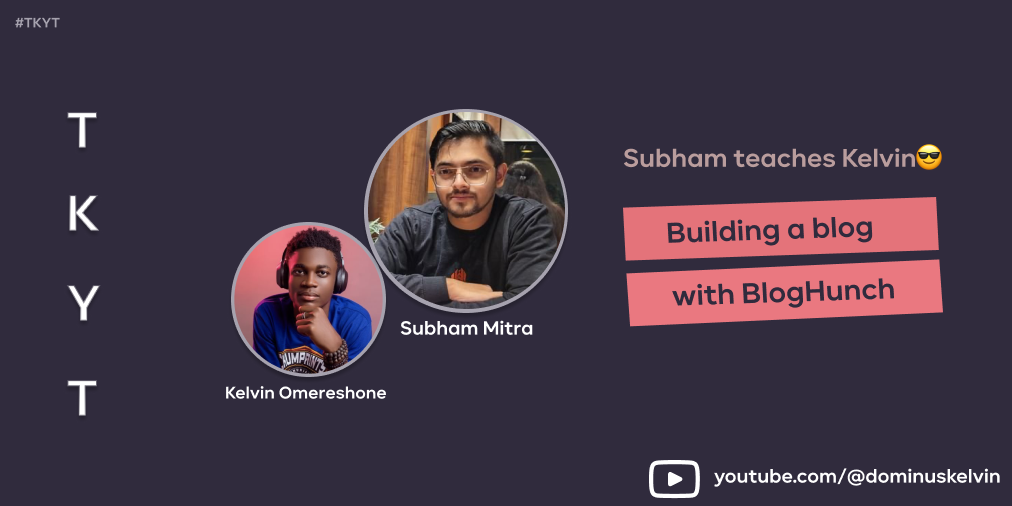 #TKYT
T
K
Y
T
Subham teaches Kelvin😎
Building a blog
with BlogHunch
Subham Mitra
Kelvin Omereshone
youtube.com/@dominuskelvin